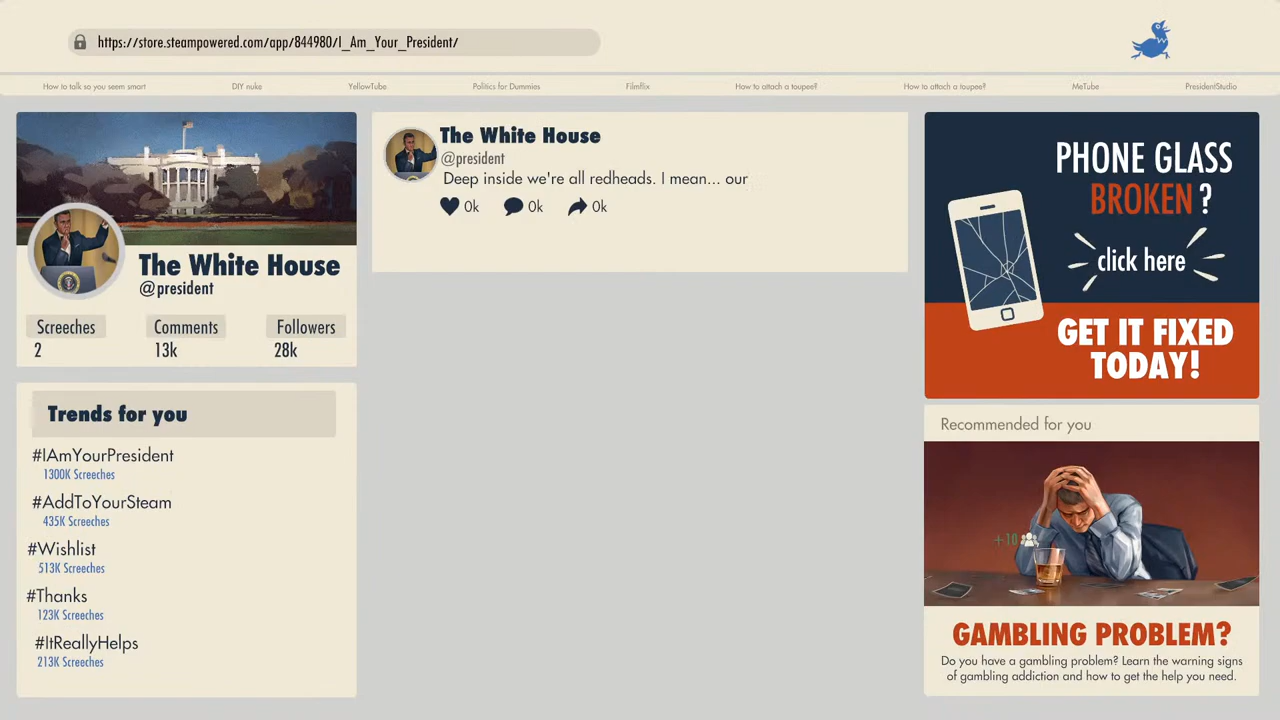 https://store.steampowered.com/app/844980/I_Am_Your_President/
How to talk so you seem smart
DIY nuke
YellowTube
Politics for Dummies
Filmflix
How to attach a toupee?
How to attach a toupee?
MeTube
PresidentStudio
The White House
@president
Screeches
Comments
Followers
2
13k
28k
Trends for you
#IAmYourPresident
1300K Screeches
#AddToYourSteam
435K Screeches
#Wishlist
513K Screeches
#Thanks
123K Screeches
#ItReallyHelps
213K Screeches
The White House
@president
Deep inside we're all redheads. I mean... our
0k
0k
0k
PHONE GLASS
BROKEN ?
click here
GET IT FIXED
TODAY!
Recommended for you
+10
GAMBLING PROBLEM?
Do you have a gambling problem? Learn the warning signs
of gambling addiction and how to get the help you need.